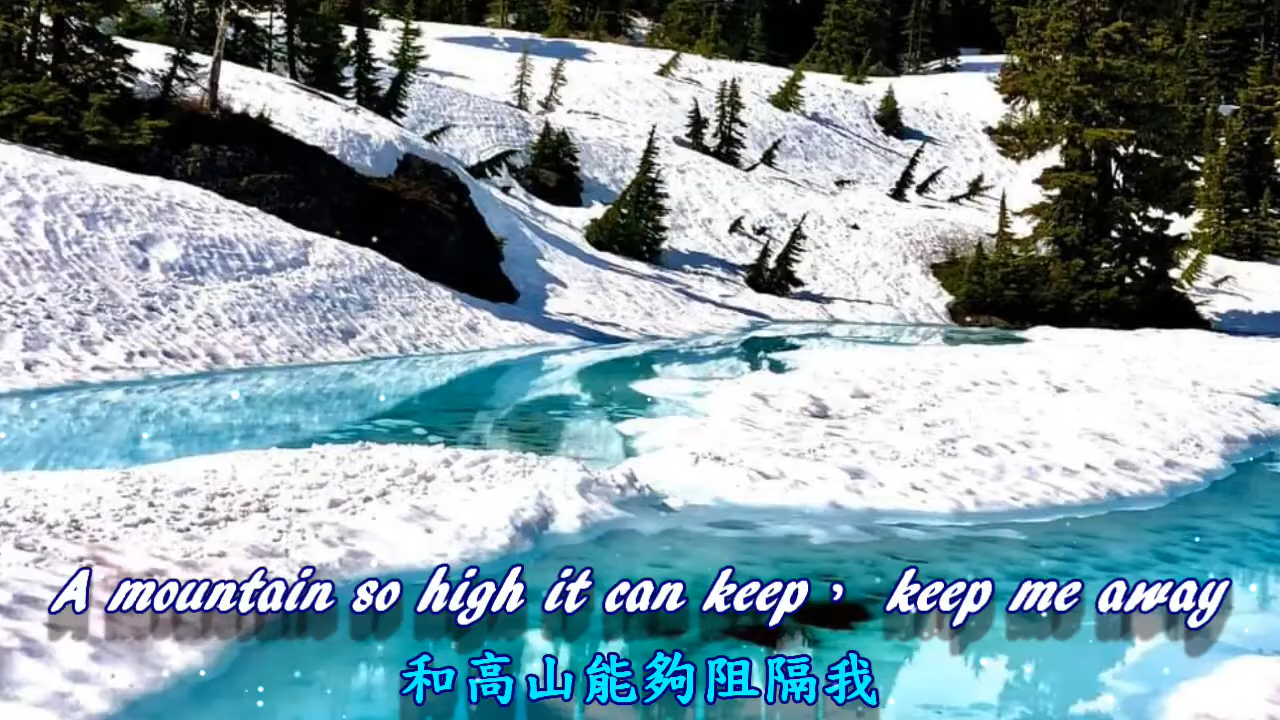 A mountain so high it can keep， keep me away
和高山能夠阻隔我